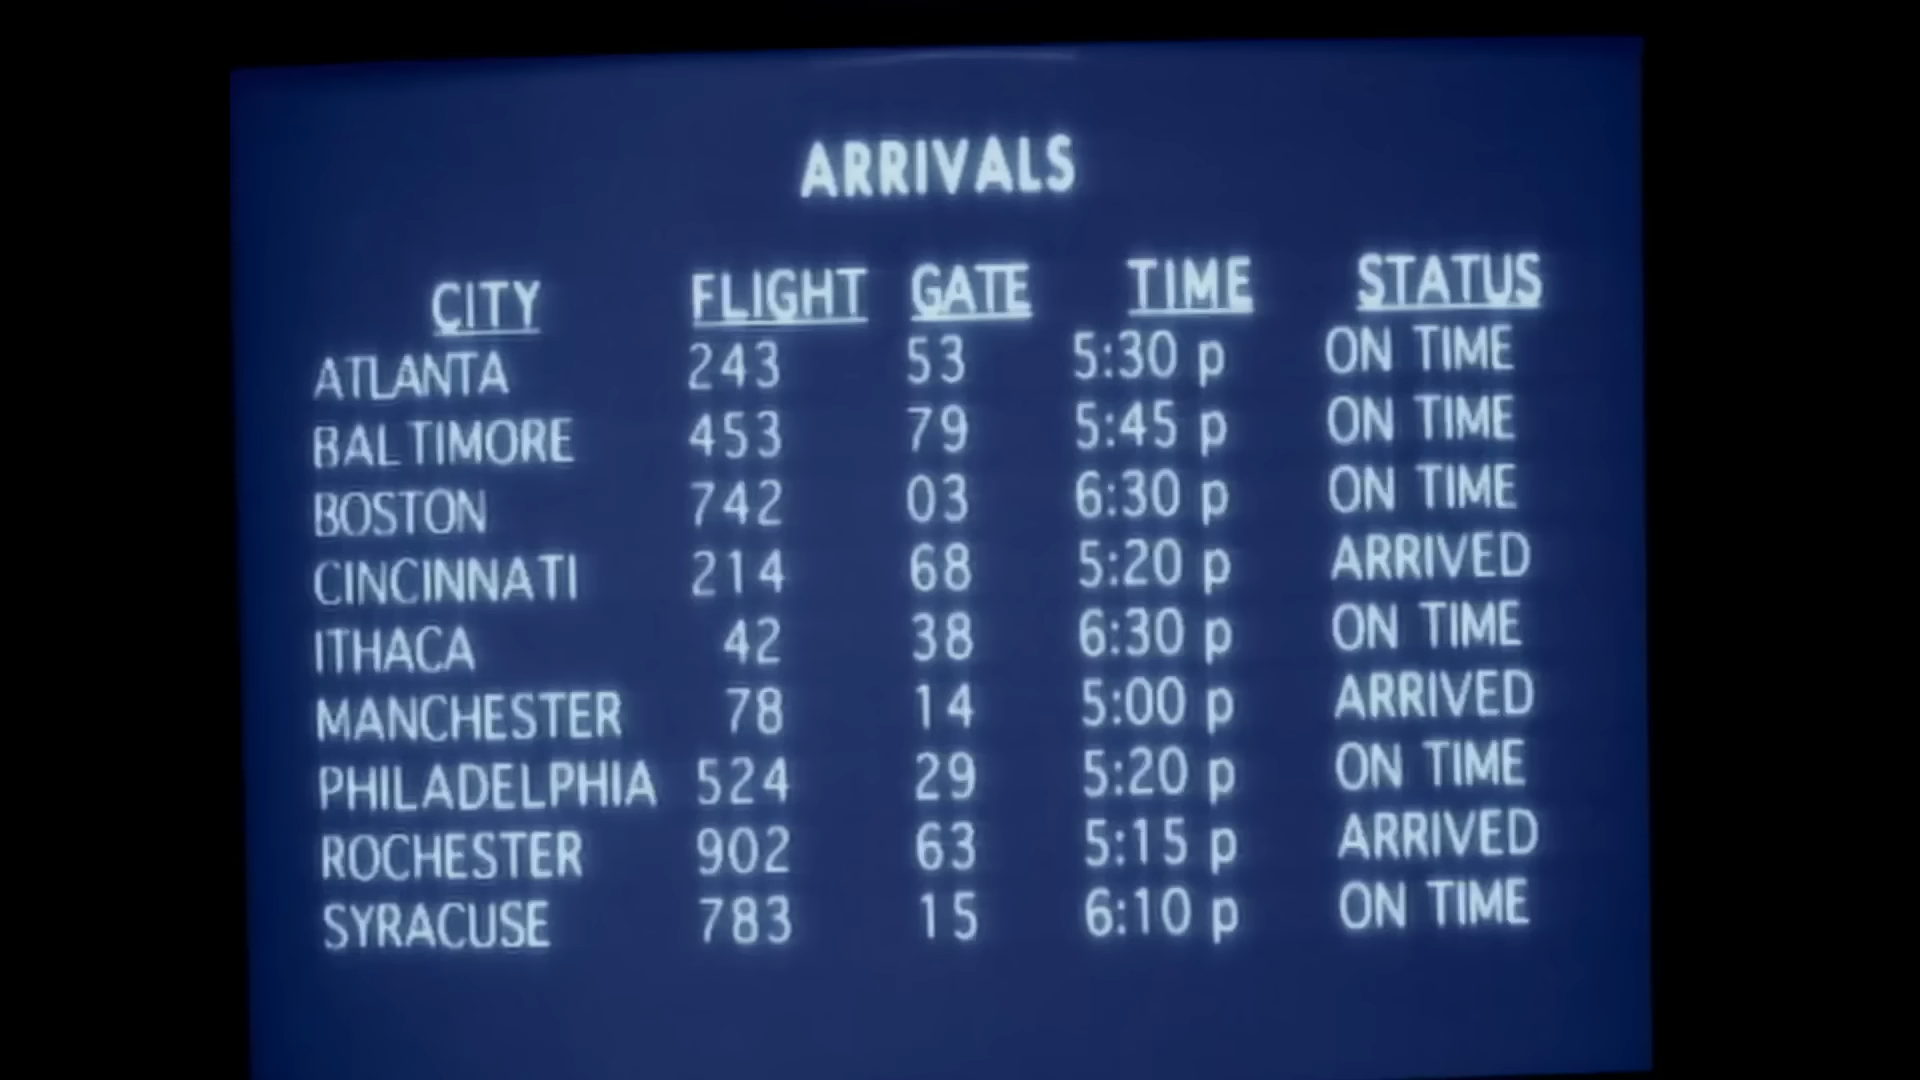 ARRIVALS
CITY FLIGHT GATE TIME STATUS
ATLANTA 243 53 5:30 p ON TIME
BALTIMORE 453 79 5:45 p ON TIME
BOSTON 742 03 6:30 p ON TIME
CINCINNATI 214 68 5:20 p ARRIVED
ITHACA 42 38 6:30 p ON TIME
MANCHESTER 78 14 5:00 p ARRIVED
PHILADELPHIA 524 29 5:20 p ON TIME
ROCHESTER 902 63 5:15 p ARRIVED
SYRACUSE 783 15 6:10 p ON TIME